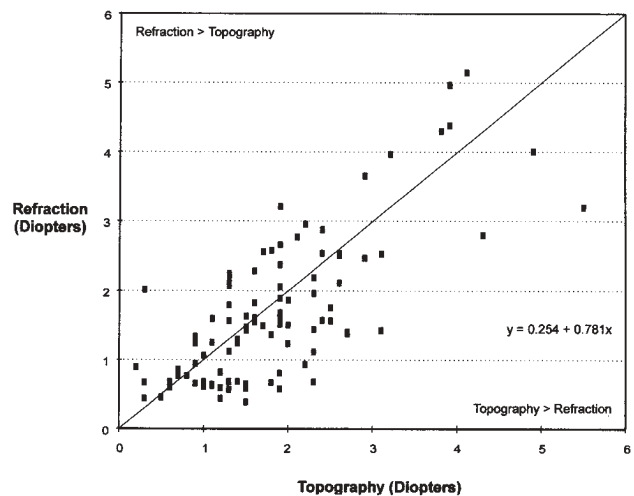 6
Refraction > Topography
5
4
Refraction
(Diopters)
3
2
y = 0.254 + 0.781x
1
Topography > Refraction
0
0 1 2 3 4 5 6
Topography (Diopters)